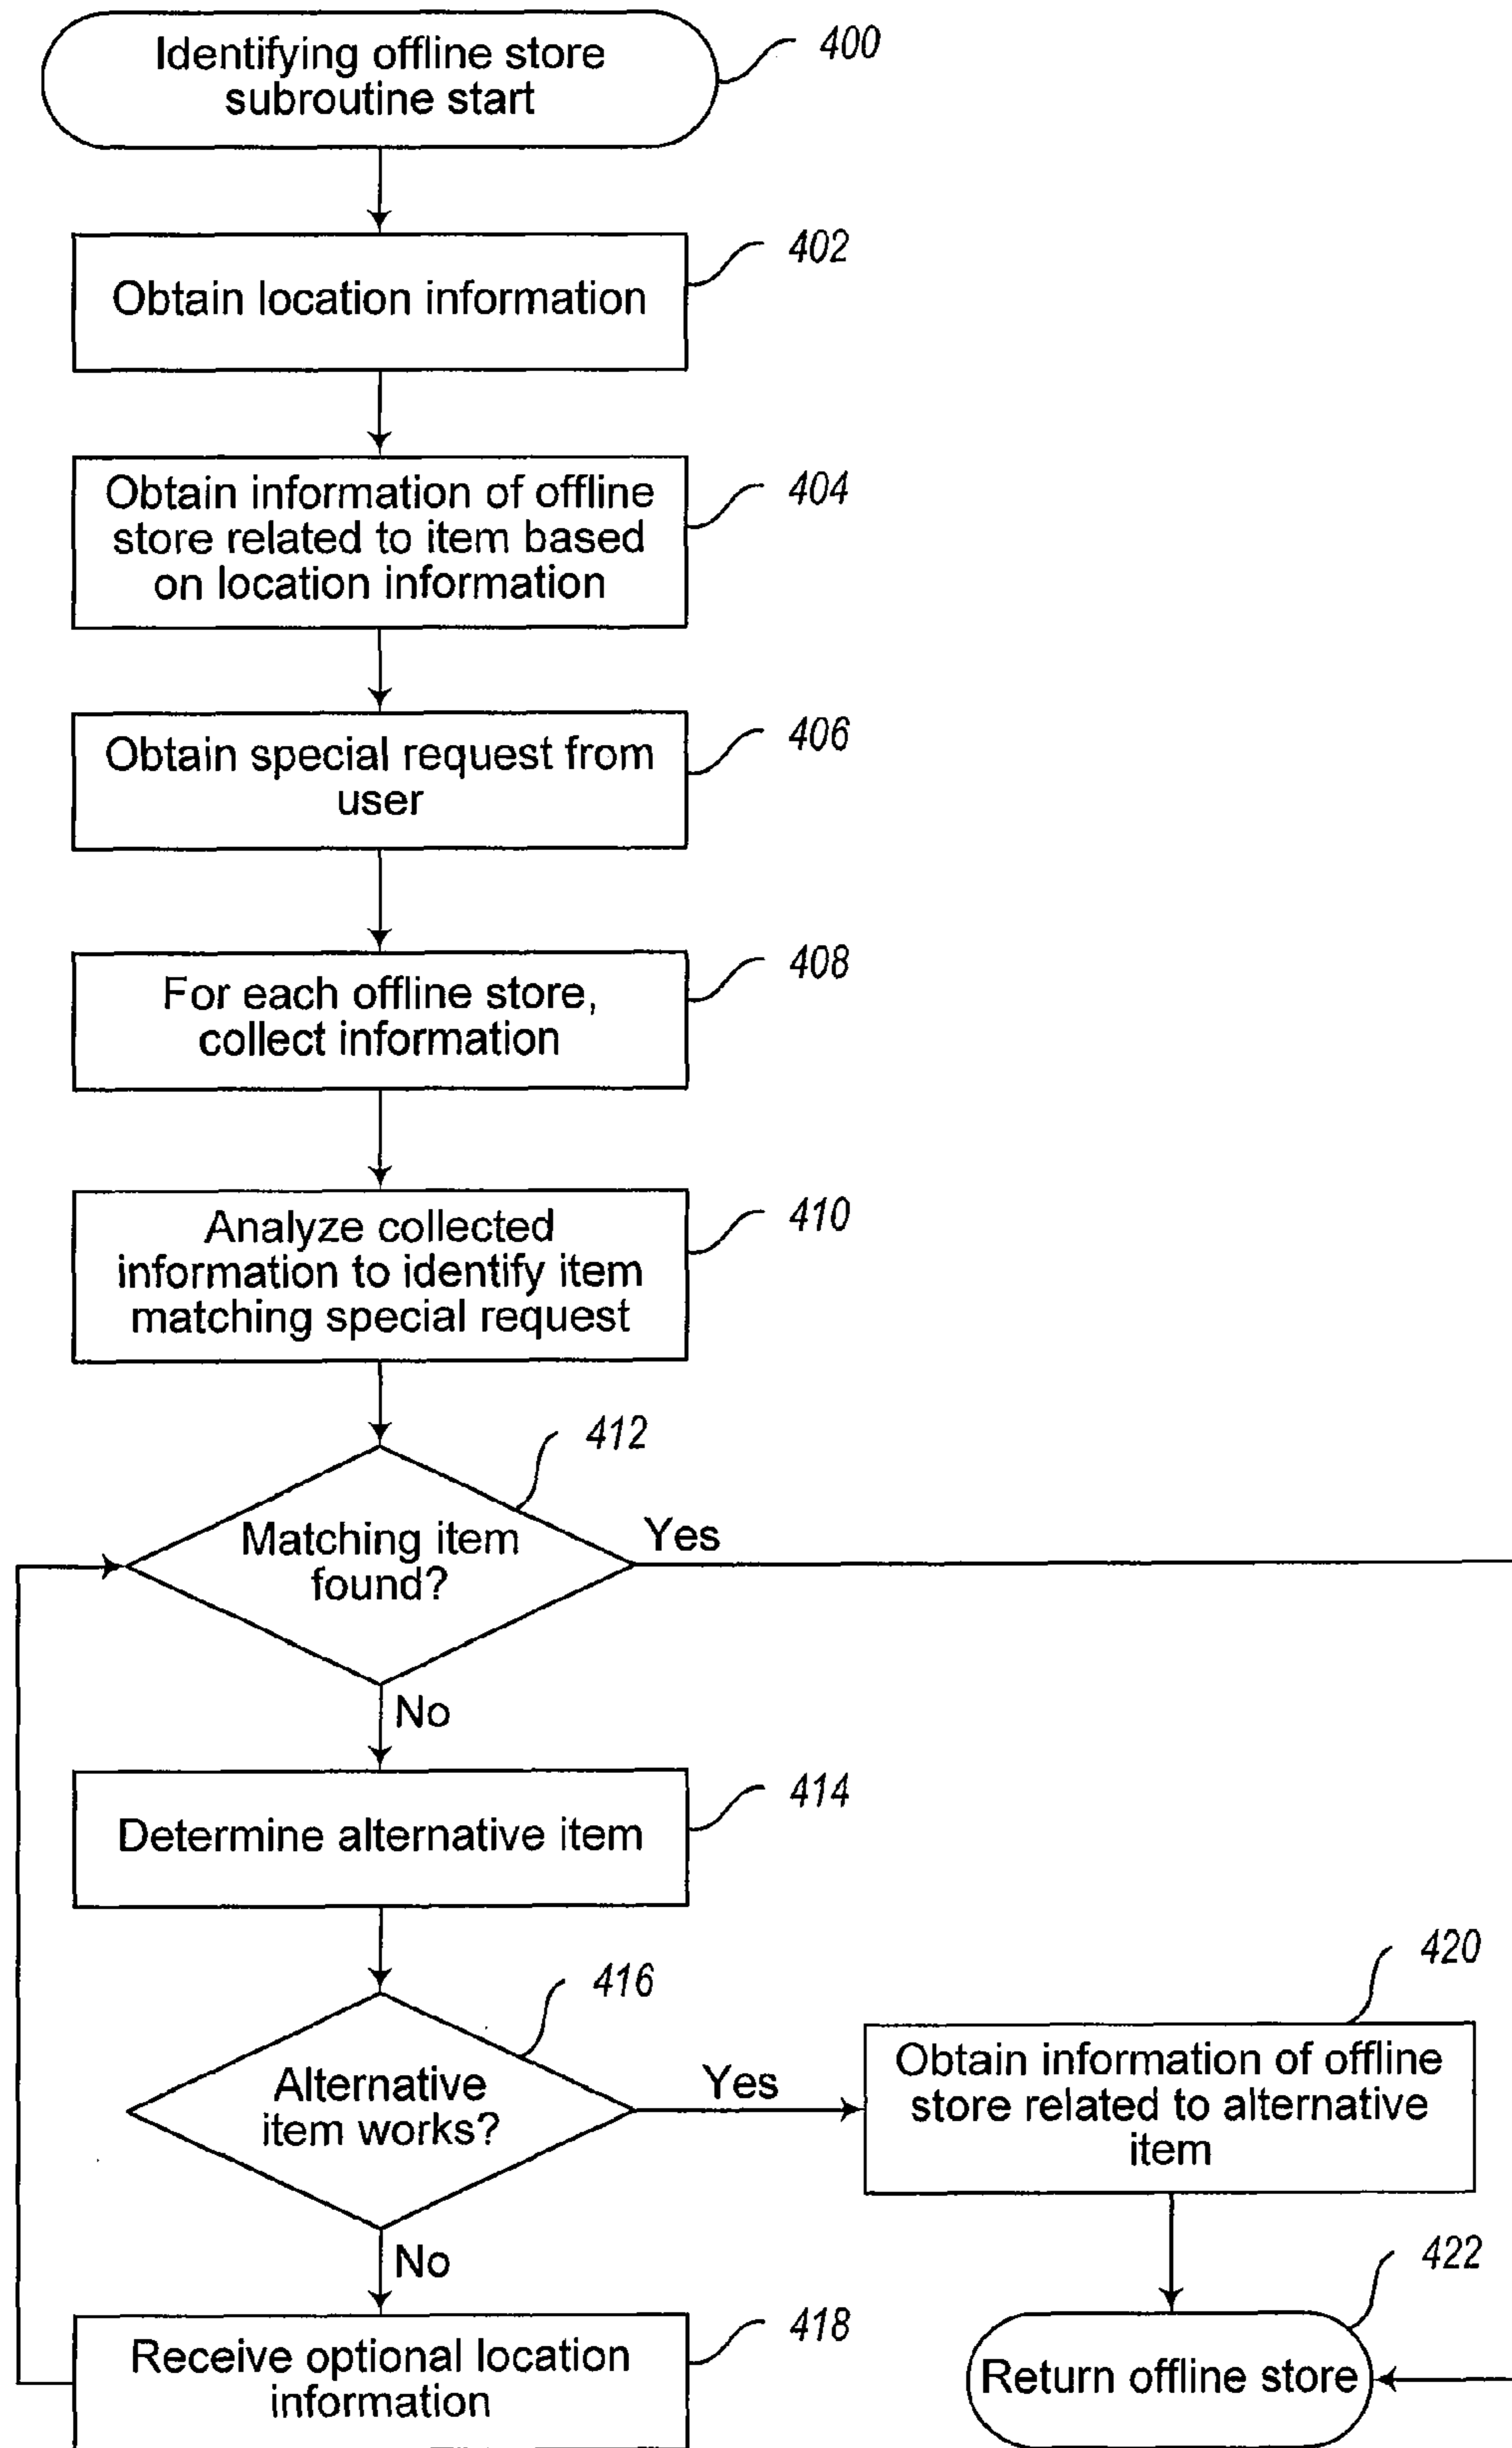 Identifying offline store
subroutine start
400
402
Obtain location information
404
Obtain information of offline
store related to item based
on location information
406
Obtain special request from
user
408
For each offline store,
collect information
410
Analyze collected
information to identify item
matching special request
412
Matching item
found?
Yes
No
414
Determine alternative item
416
Alternative
item works?
Yes
No
420
Obtain information of offline
store related to alternative
item
418
Receive optional location
information
422
Return offline store